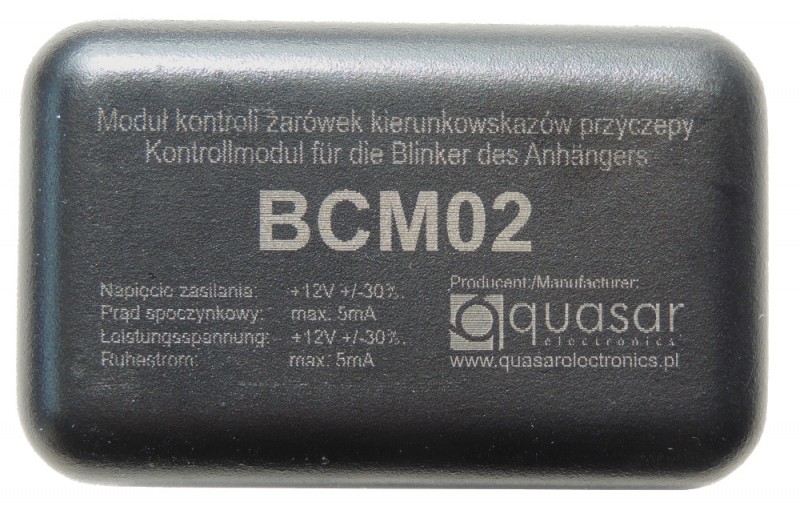 Moduł kontroli żarówek kierunkowskazów przyczepy
Kontrollmodul für die Blinker des Anhängers
BCM02
Napięcie zasilania: +12V +/-30%.
Prąd spoczynkowy: max. 5mA
Leistungsspannung: +12V +/-30%.
Ruhestrom: max. 5mA
Producent:/Manufacturer:
quasar
electronics
www.quasarelectronics.pl